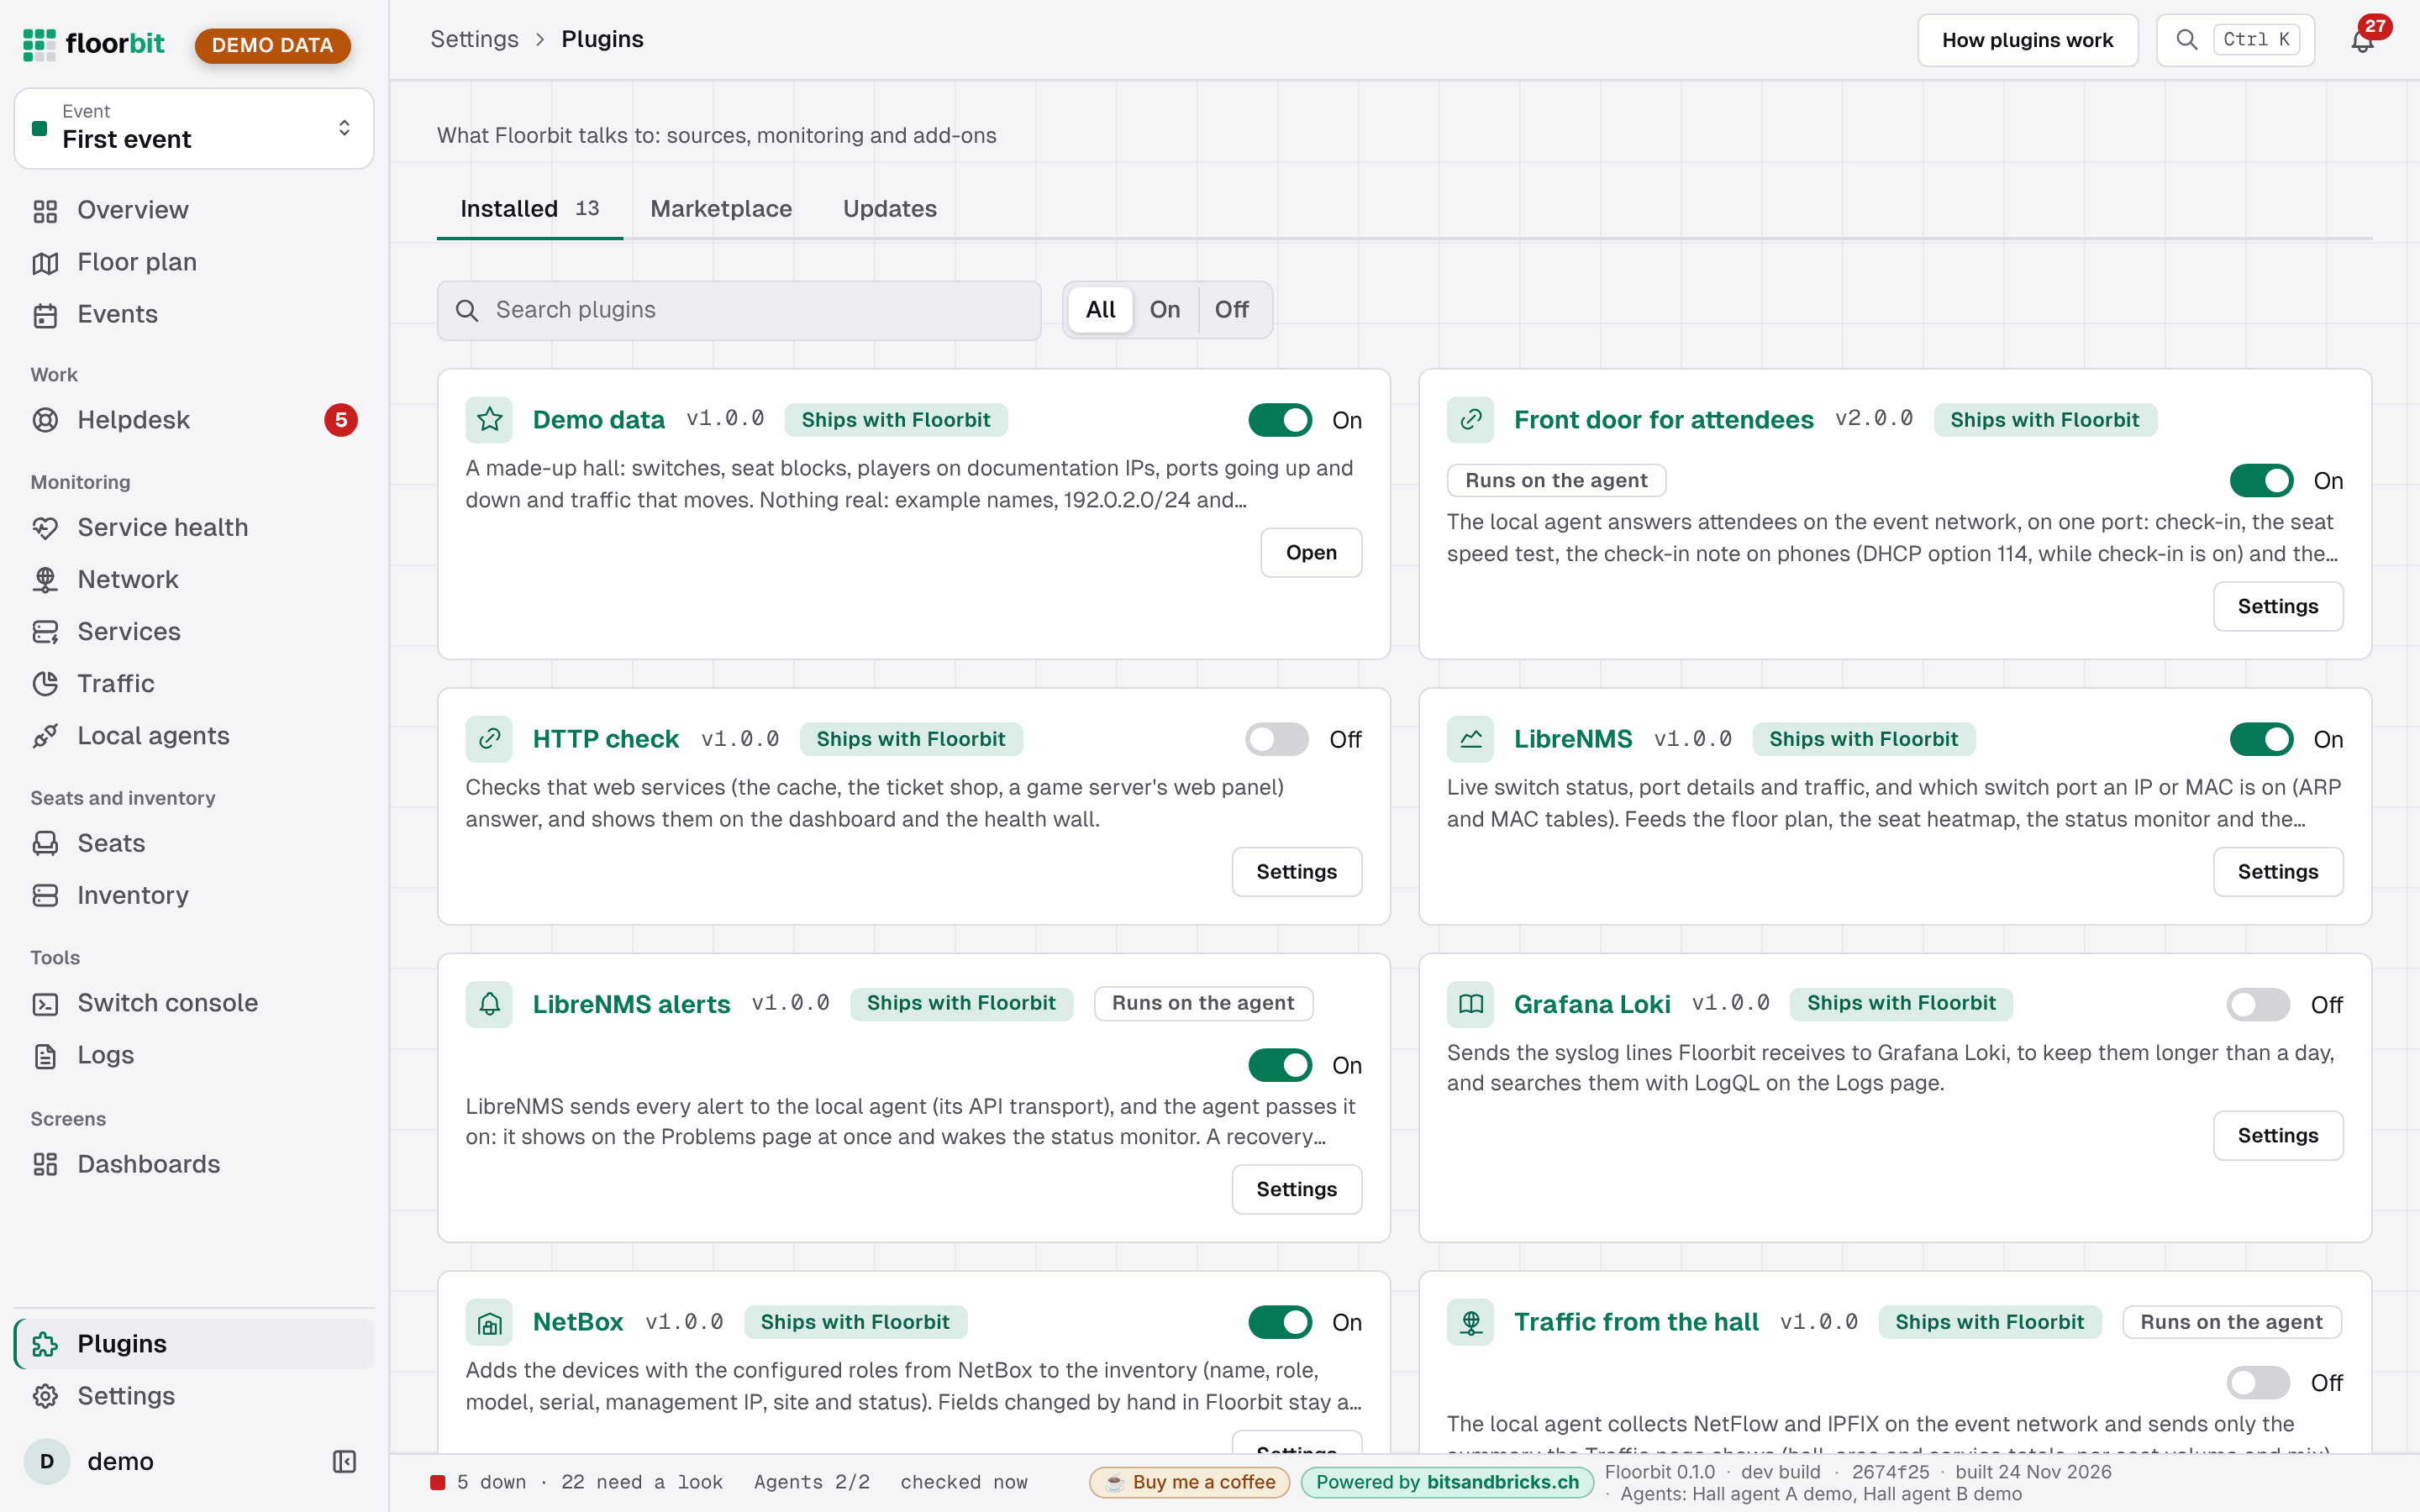 floorbit
DEMO DATA
Event
First event
Overview
Floor plan
Events
Work
Helpdesk 5
Monitoring
Service health
Network
Services
Traffic
Local agents
Seats and inventory
Seats
Inventory
Tools
Switch console
Logs
Screens
Dashboards
Plugins
Settings
D demo
Settings > Plugins
How plugins work
Ctrl K
27
What Floorbit talks to: sources, monitoring and add-ons
Installed 13 Marketplace Updates
Search plugins
All On Off
Demo data v1.0.0 Ships with Floorbit On
A made-up hall: switches, seat blocks, players on documentation IPs, ports going up and
down and traffic that moves. Nothing real: example names, 192.0.2.0/24 and...
Open
Front door for attendees v2.0.0 Ships with Floorbit
Runs on the agent On
The local agent answers attendees on the event network, on one port: check-in, the seat
speed test, the check-in note on phones (DHCP option 114, while check-in is on) and the...
Settings
HTTP check v1.0.0 Ships with Floorbit Off
Checks that web services (the cache, the ticket shop, a game server's web panel)
answer, and shows them on the dashboard and the health wall.
Settings
LibreNMS v1.0.0 Ships with Floorbit On
Live switch status, port details and traffic, and which switch port an IP or MAC is on (ARP
and MAC tables). Feeds the floor plan, the seat heatmap, the status monitor and the...
Settings
LibreNMS alerts v1.0.0 Ships with Floorbit Runs on the agent
On
LibreNMS sends every alert to the local agent (its API transport), and the agent passes it
on: it shows on the Problems page at once and wakes the status monitor. A recovery...
Settings
Grafana Loki v1.0.0 Ships with Floorbit Off
Sends the syslog lines Floorbit receives to Grafana Loki, to keep them longer than a day,
and searches them with LogQL on the Logs page.
Settings
NetBox v1.0.0 Ships with Floorbit On
Adds the devices with the configured roles from NetBox to the inventory (name, role,
model, serial, management IP, site and status). Fields changed by hand in Floorbit stay a...
Settings
Traffic from the hall v1.0.0 Ships with Floorbit Runs on the agent
Off
The local agent collects NetFlow and IPFIX on the event network and sends only the
summary the Traffic page shows (hall, area and service totals, per seat volume and mix).
5 down · 22 need a look Agents 2/2 checked now
Buy me a coffee
Powered by bitsandbricks.ch
Floorbit 0.1.0 · dev build · 2674f25 · built 24 Nov 2026
· Agents: Hall agent A demo, Hall agent B demo